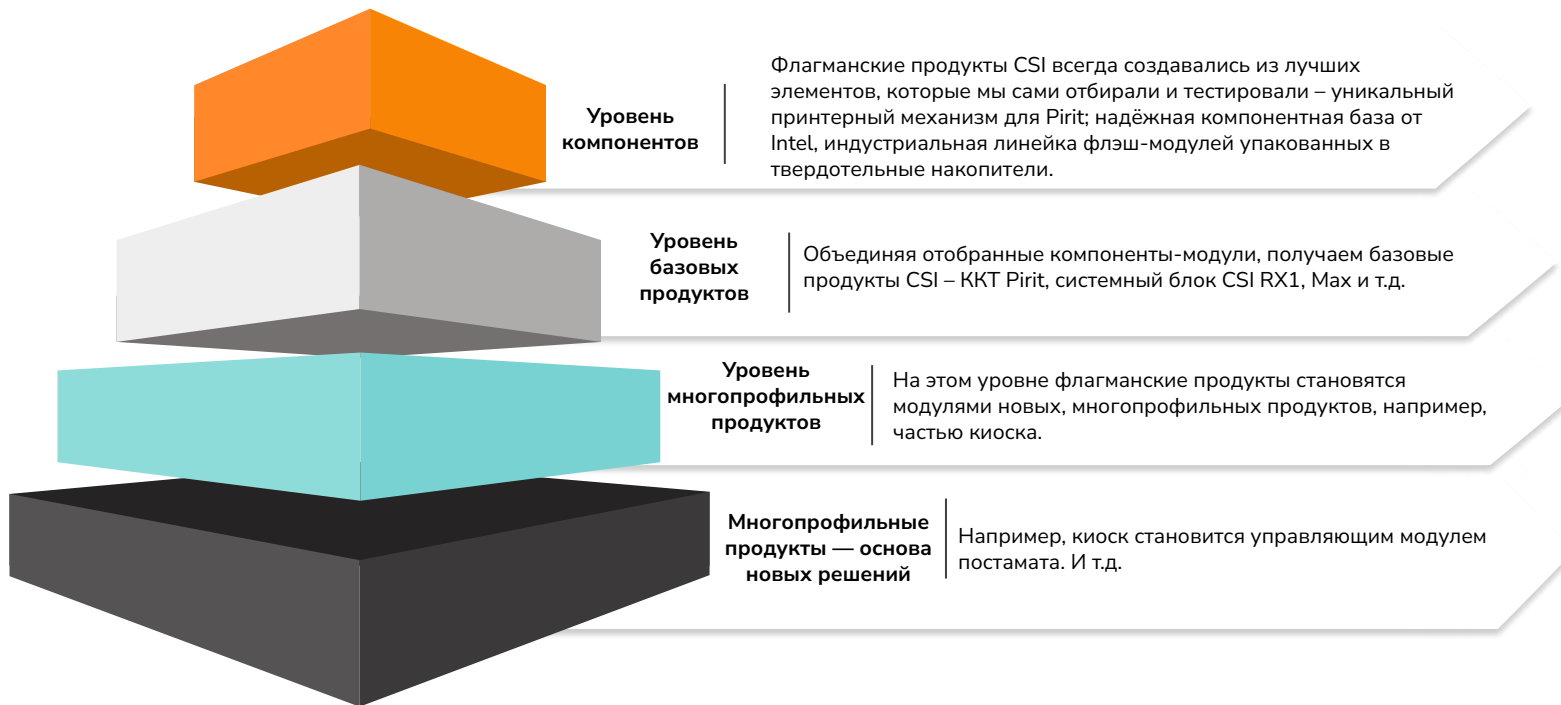 Уровень
компонентов
Флагманские продукты CSI всегда создавались из лучших
элементов, которые мы сами отбирали и тестировали – уникальный
принтерный механизм для Pirit; надёжная компонентная база от
Intel, индустриальная линейка флэш-модулей упакованных в
твердотельные накопители.
Уровень
базовых
продуктов
Объединяя отобранные компоненты-модули, получаем базовые
продукты CSI – ККТ Pirit, системный блок CSI RX1, Max и т.д.
Уровень
многопрофильных
продуктов
На этом уровне флагманские продукты становятся
модулями новых, многопрофильных продуктов, например,
частью киоска.
Многопрофильные
продукты — основа
новых решений
Например, киоск становится управляющим модулем
постамата. И т.д.